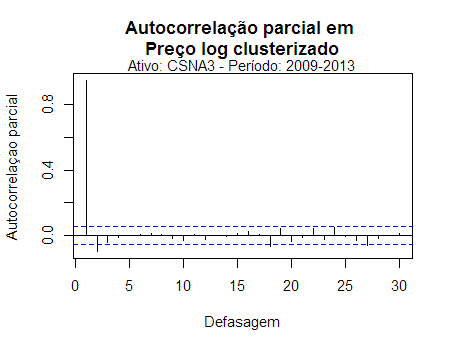 Autocorrelação parcial em
Preço log clusterizado
Ativo: CSNA3 - Período: 2009-2013
Autocorrelaçao parcial
0.8
0.4
0.0
0 5 10 15 20 25 30
Defasagem